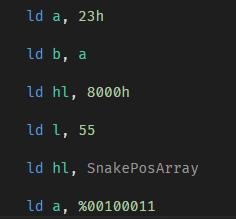 ld a, 23h
ld b, a
ld hl, 8000h
ld l, 55
ld hl, SnakePosArray
ld a, %00100011